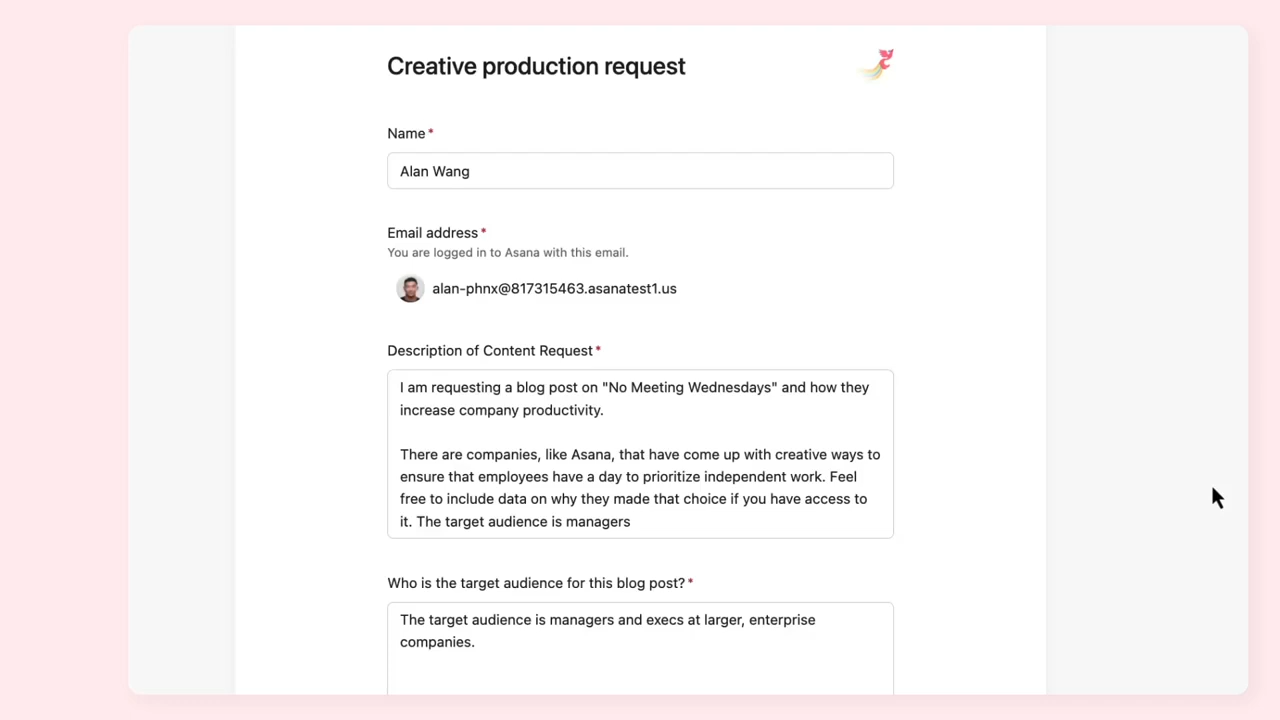 Creative production request
Name*
Alan Wang
Email address*
You are logged in to Asana with this email.
alan-phnx@817315463.asanatest1.us
Description of Content Request*
I am requesting a blog post on "No Meeting Wednesdays" and how they
increase company productivity.
There are companies, like Asana, that have come up with creative ways to
ensure that employees have a day to prioritize independent work. Feel
free to include data on why they made that choice if you have access to
it. The target audience is managers
Who is the target audience for this blog post?*
The target audience is managers and execs at larger, enterprise
companies.